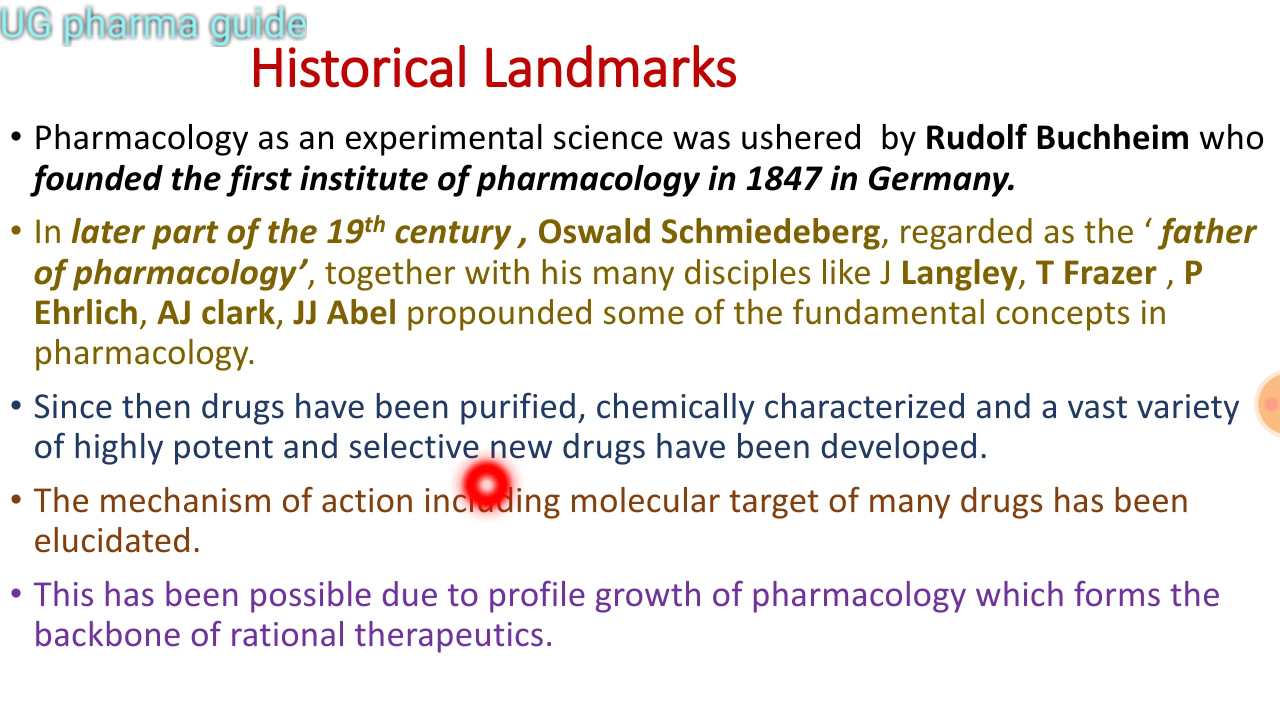 UG pharma guide
Historical Landmarks
• Pharmacology as an experimental science was ushered by Rudolf Buchheim who
founded the first institute of pharmacology in 1847 in Germany.
• In later part of the 19th century , Oswald Schmiedeberg, regarded as the ‘ father
of pharmacology’, together with his many disciples like J Langley, T Frazer , P
Ehrlich, AJ clark, JJ Abel propounded some of the fundamental concepts in
pharmacology.
• Since then drugs have been purified, chemically characterized and a vast variety
of highly potent and selective new drugs have been developed.
• The mechanism of action including molecular target of many drugs has been
elucidated.
• This has been possible due to profile growth of pharmacology which forms the
backbone of rational therapeutics.